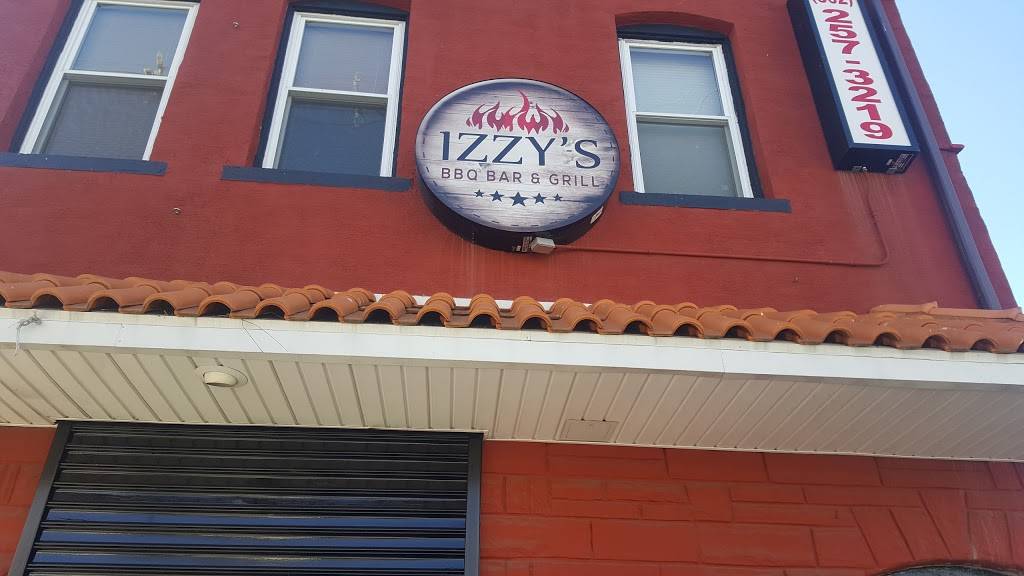 IZZY'S
BBQ BAR & GRILL
257-3219